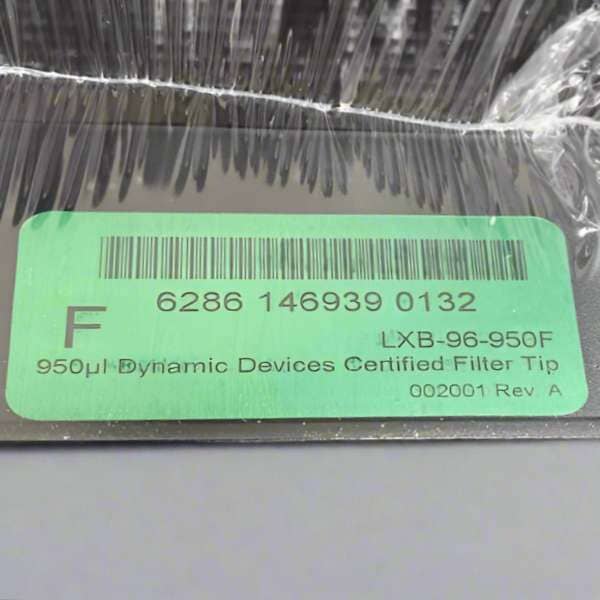 6286 146939 0132
F
LXB-96-950F
950µl Dynamic Devices Certified Filter Tip
002001 Rev. A